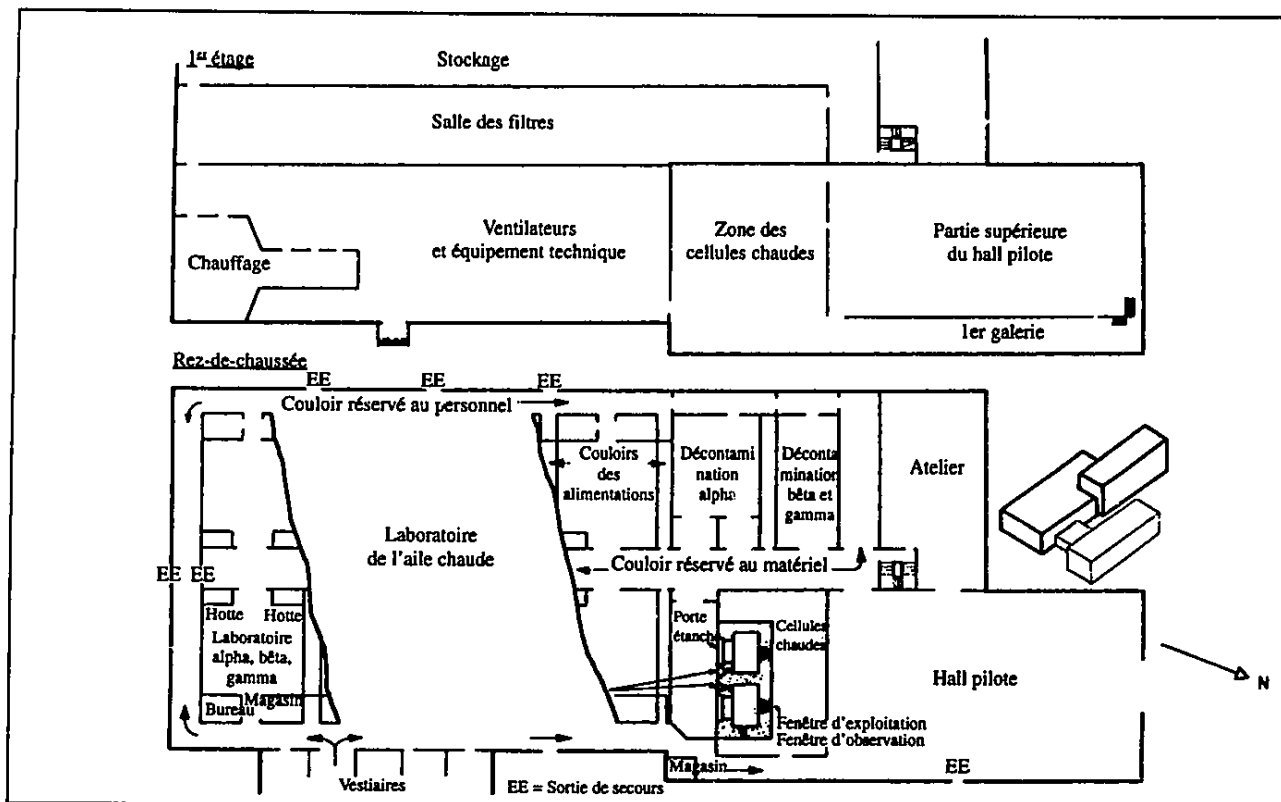 1er étage
Stockage
Salle des filtres
Ventilateurs
et équipement technique
Zone des
cellules chaudes
Partie supérieure
du hall pilote
Chauffage
1er galerie
Rez-de-chaussée
EE
EE
EE
Couloir réservé au personnel
Couloirs
des
alimentations
Décontami
nation
alpha
Déconta
mination
bêta et
gamma
Atelier
Laboratoire
de l'aile chaude
Couloir réservé au matériel
EE
EE
Hotte
Hotte
Laboratoire
alpha, bêta,
gamma
Magasin
Bureau
Porte
étanche
Cellules
chaudes
Hall pilote
N
Fenêtre d'exploitation
Fenêtre d'observation
Magasin
EE
Vestiaires
EE = Sortie de secours